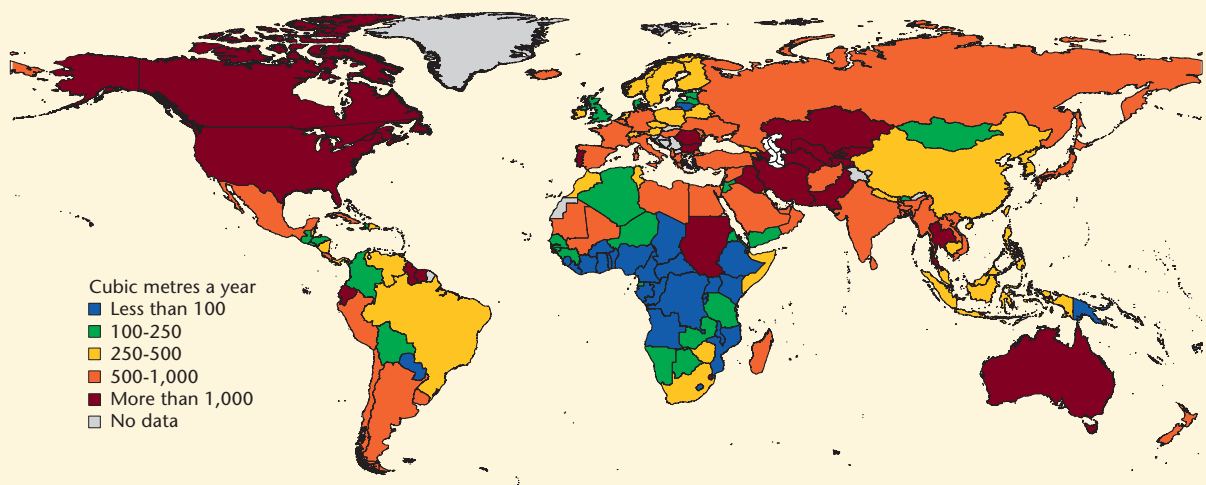 Cubic metres a year
Less than 100
100-250
250-500
500-1,000
More than 1,000
No data